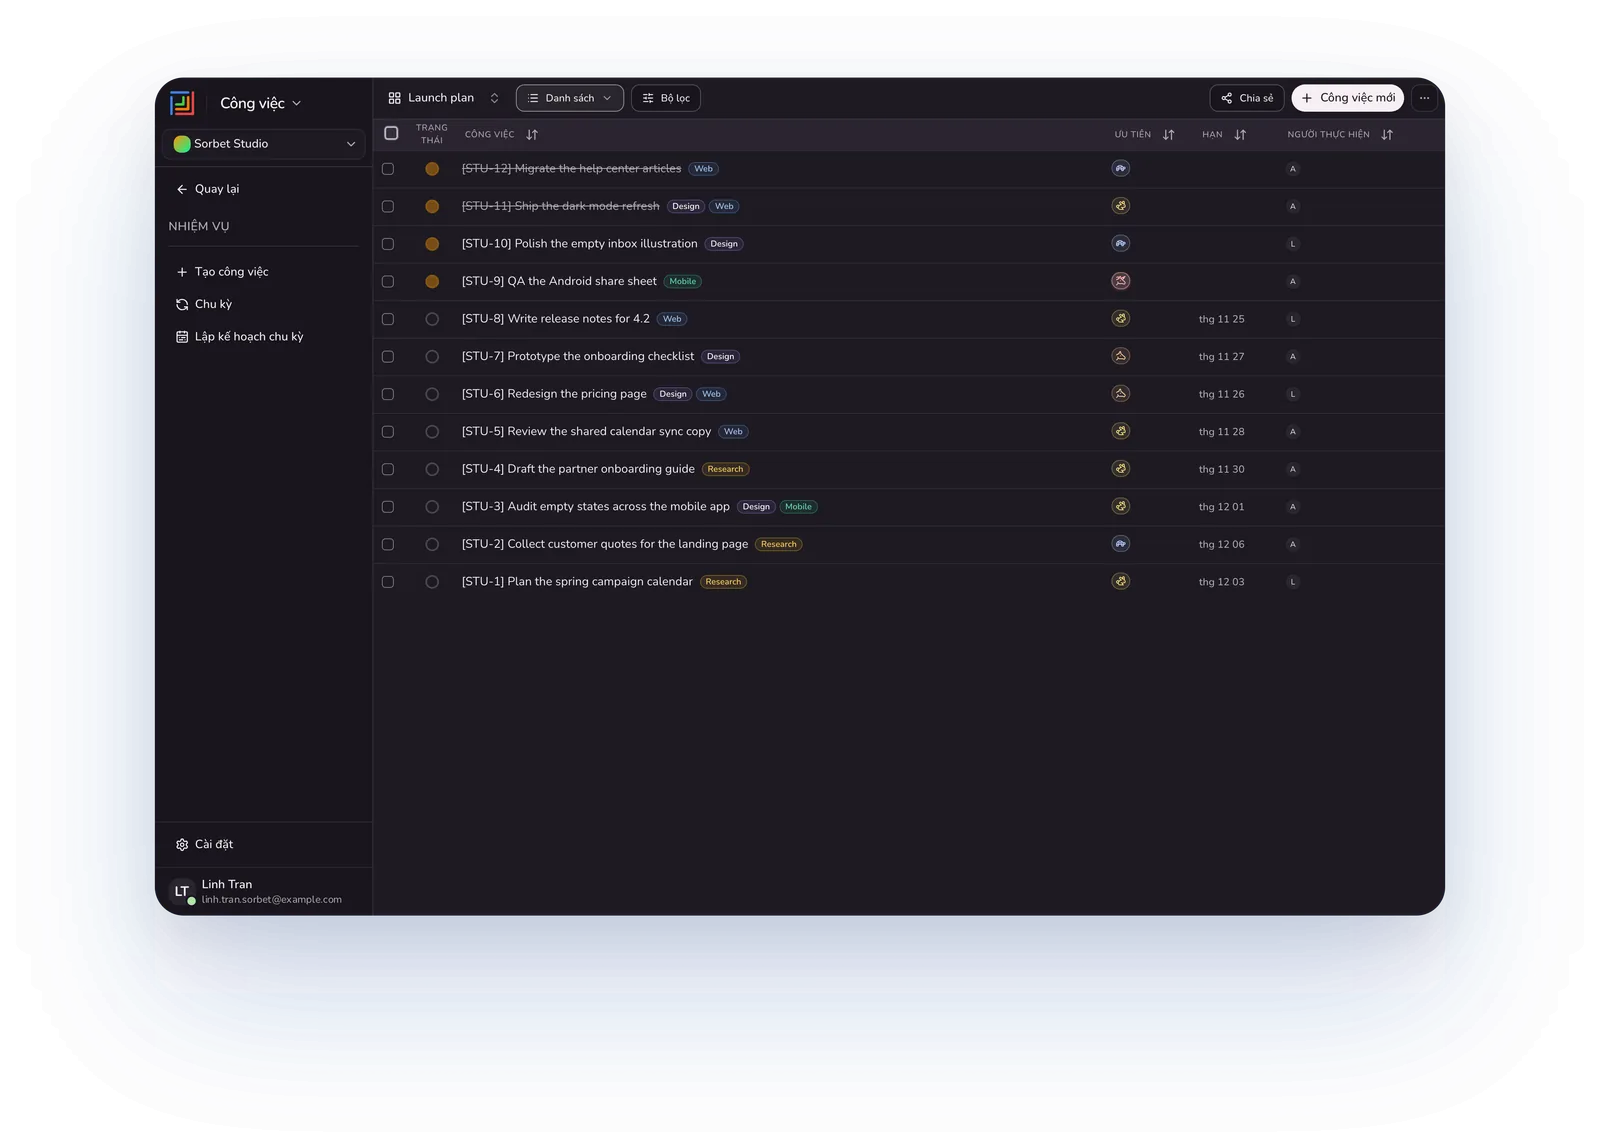 Công việc
Launch plan
Danh sách
Bộ lọc
Chia sẻ
Công việc mới
Sorbet Studio
Quay lại
NHIỆM VỤ
Tạo công việc
Chu kỳ
Lập kế hoạch chu kỳ
TRẠNG THÁI CÔNG VIỆC ƯU TIÊN HẠN NGƯỜI THỰC HIỆN
[STU-12] Migrate the help center articles Web A
[STU-11] Ship the dark mode refresh Design Web A
[STU-10] Polish the empty inbox illustration Design L
[STU-9] QA the Android share sheet Mobile A
[STU-8] Write release notes for 4.2 Web thg 11 25 L
[STU-7] Prototype the onboarding checklist Design thg 11 27 A
[STU-6] Redesign the pricing page Design Web thg 11 26 L
[STU-5] Review the shared calendar sync copy Web thg 11 28 A
[STU-4] Draft the partner onboarding guide Research thg 11 30 A
[STU-3] Audit empty states across the mobile app Design Mobile thg 12 01 A
[STU-2] Collect customer quotes for the landing page Research thg 12 06 A
[STU-1] Plan the spring campaign calendar Research thg 12 03 L
Cài đặt
LT
Linh Tran
linh.tran.sorbet@example.com